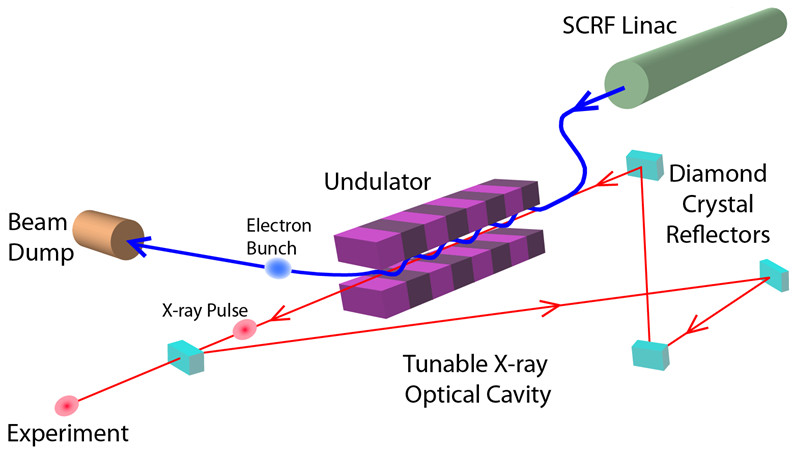 SCRF Linac
Undulator
Diamond
Crystal
Reflectors
Beam
Dump
Electron
Bunch
X-ray Pulse
Tunable X-ray
Optical Cavity
Experiment